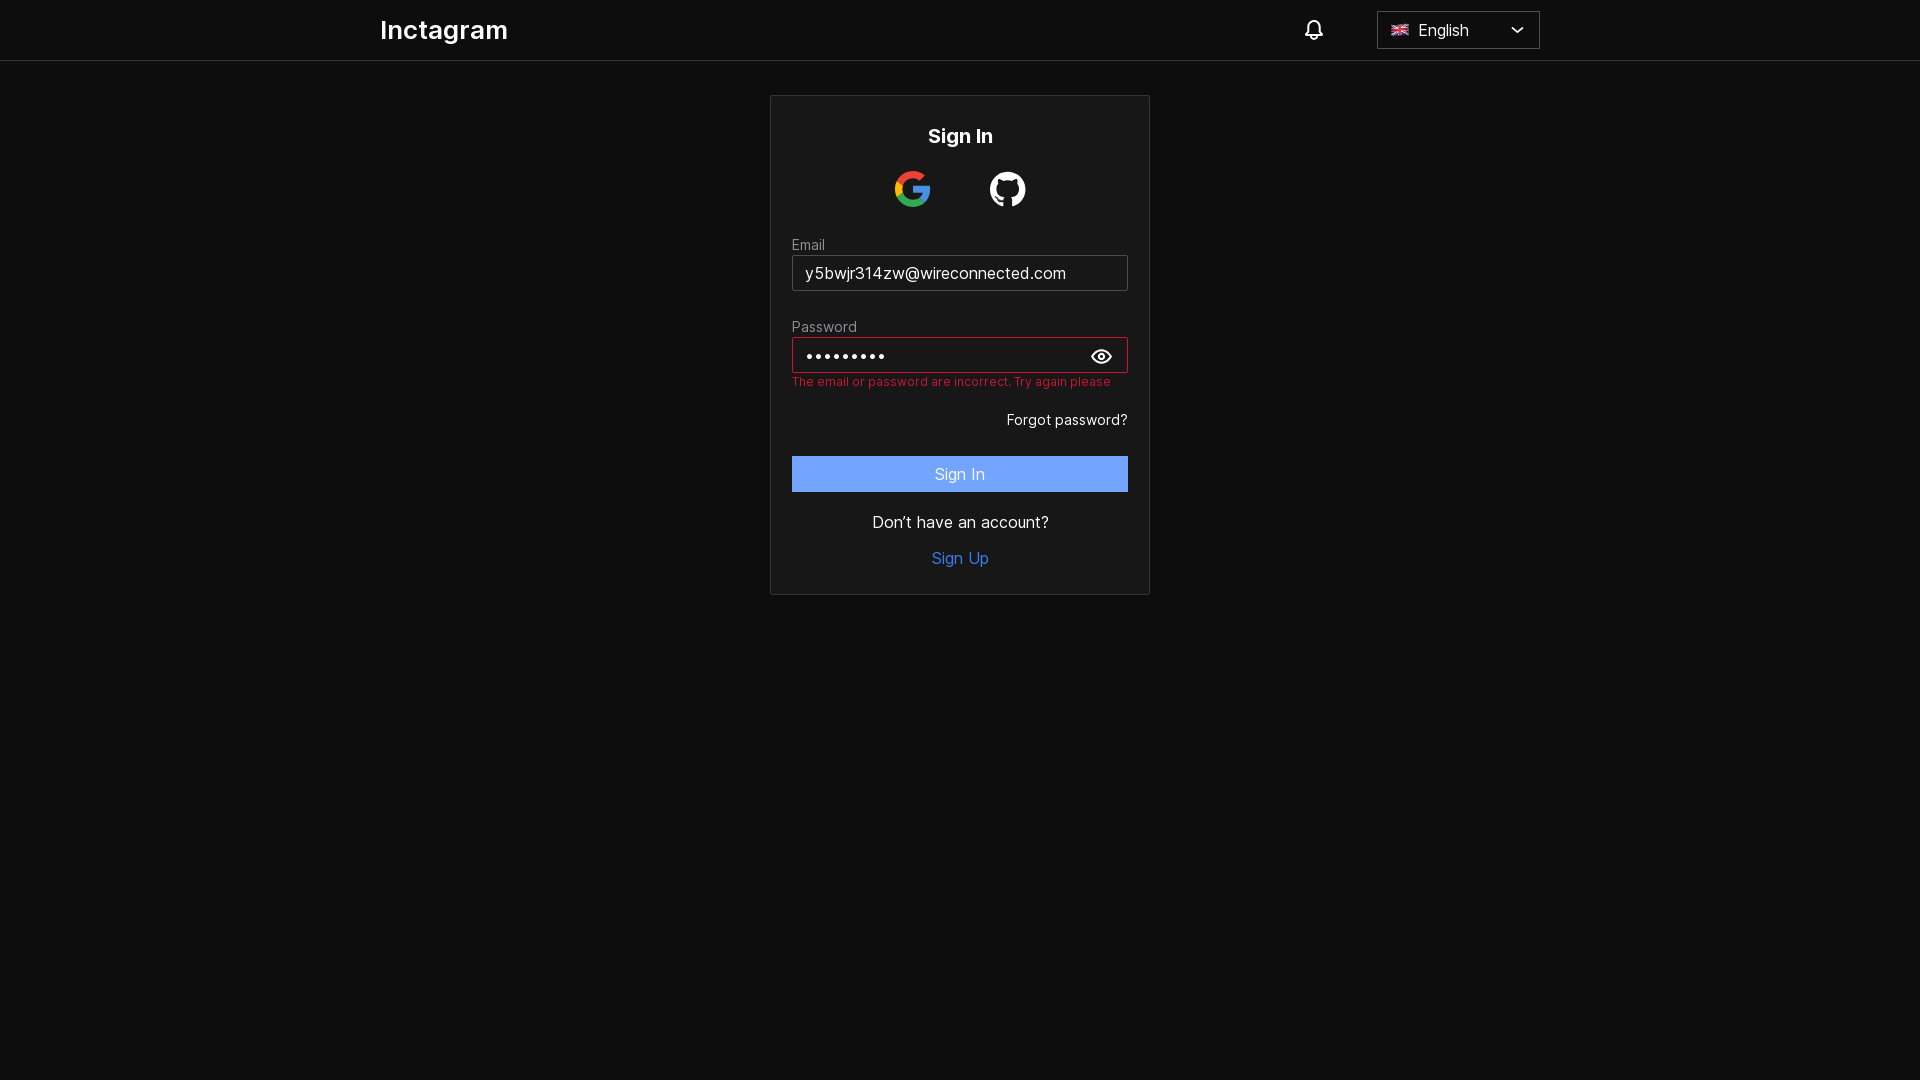 Inctagram
English
Sign In
Email
y5bwjr314zw@wireconnected.com
Password
•••••••••
The email or password are incorrect. Try again please
Forgot password?
Sign In
Don’t have an account?
Sign Up